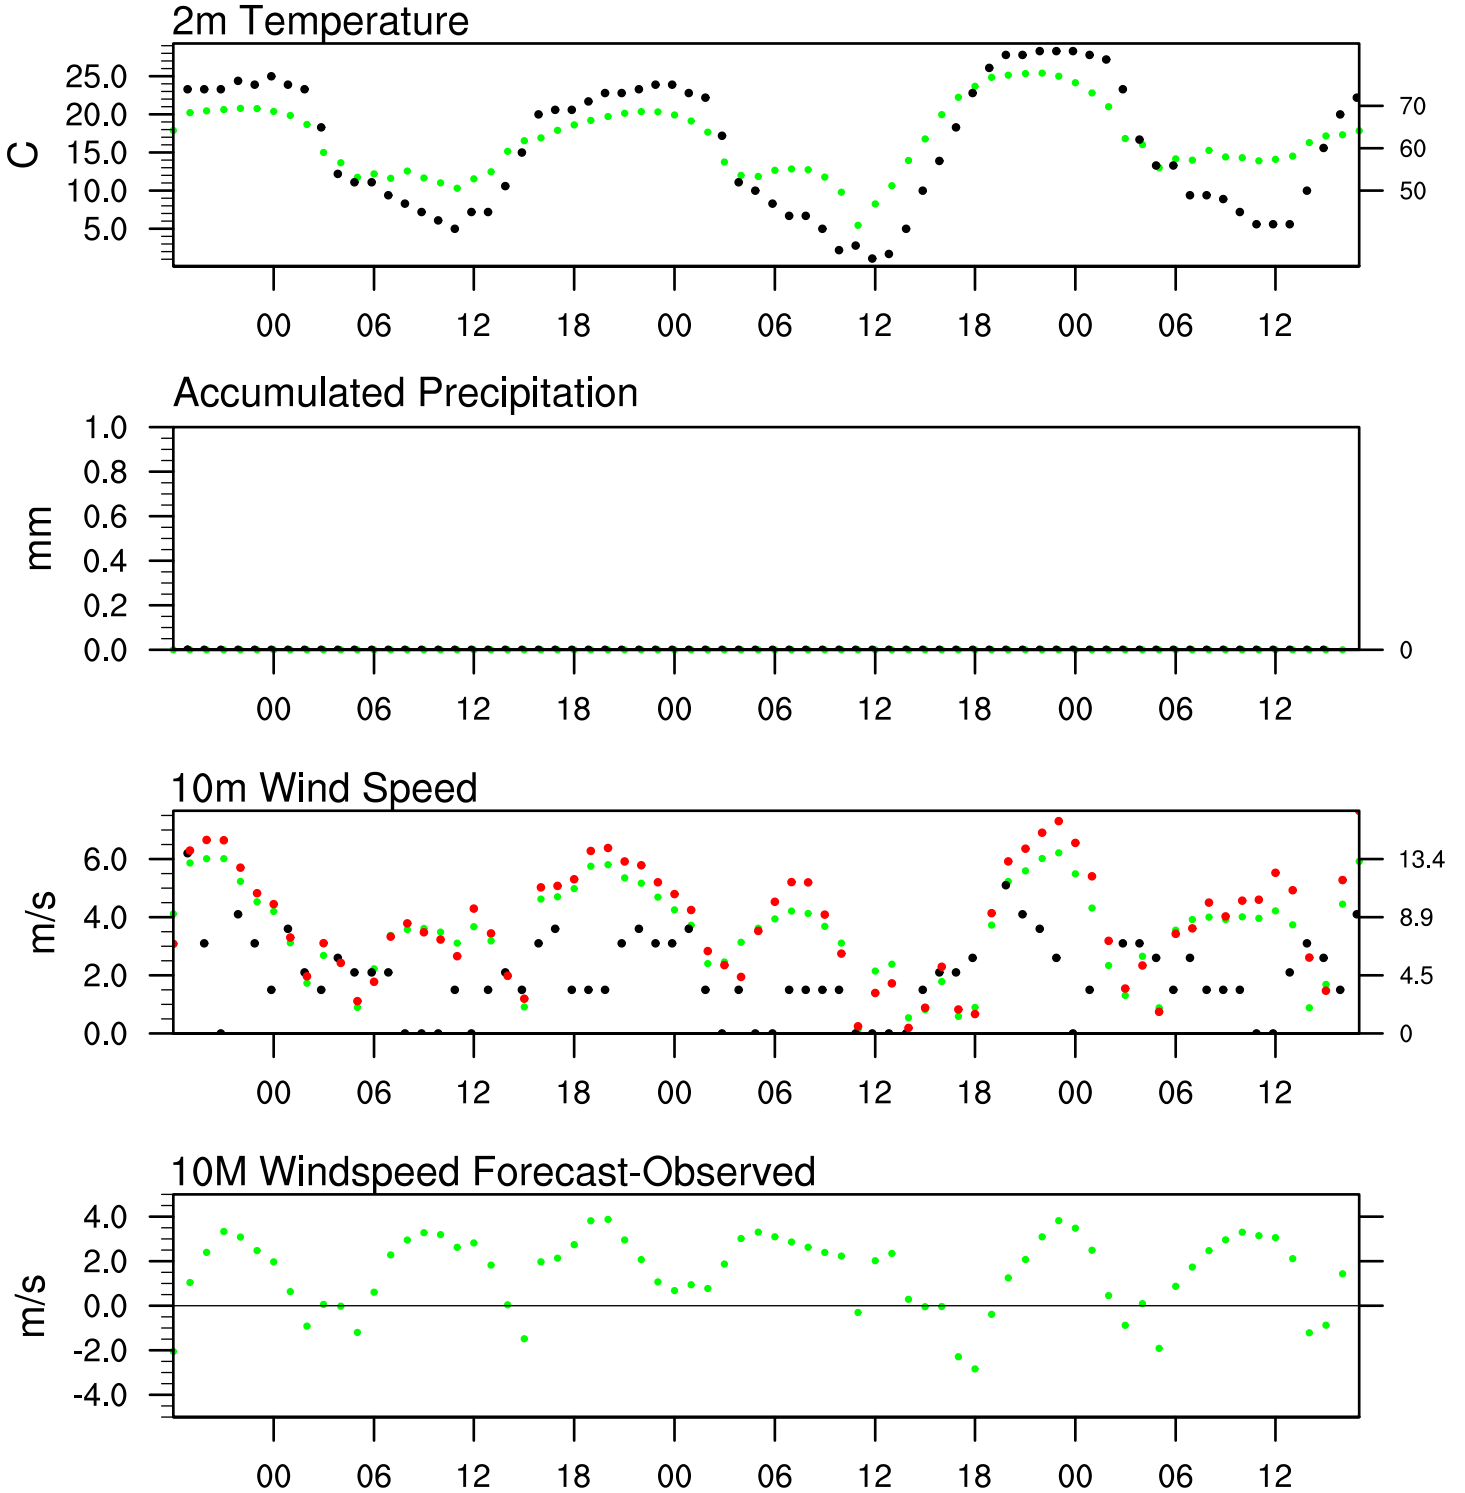 2m Temperature
25.0
20.0
15.0
10.0
5.0
C
70
60
50
00 06 12 18 00 06 12 18 00 06 12
Accumulated Precipitation
1.0
0.8
0.6
0.4
0.2
0.0
mm
0
00 06 12 18 00 06 12 18 00 06 12
10m Wind Speed
6.0
4.0
2.0
0.0
m/s
13.4
8.9
4.5
0
00 06 12 18 00 06 12 18 00 06 12
10M Windspeed Forecast-Observed
4.0
2.0
0.0
-2.0
-4.0
m/s
00 06 12 18 00 06 12 18 00 06 12